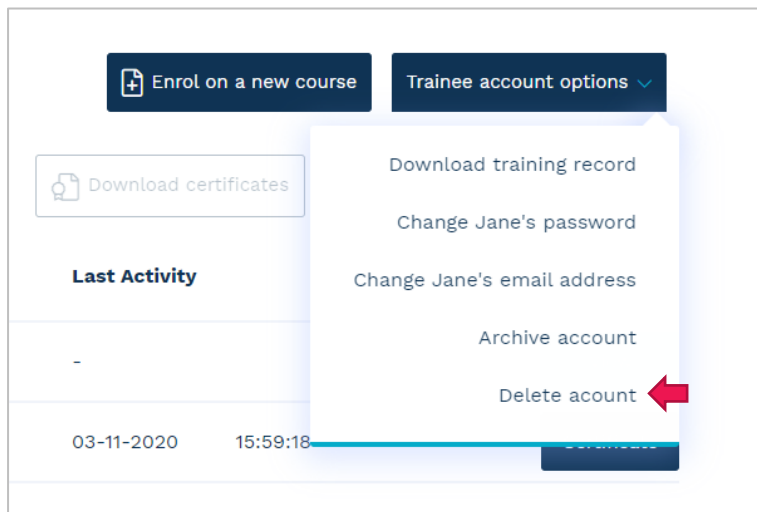 Enrol on a new course
Trainee account options
Download certificates
Download training record
Change Jane's password
Change Jane's email address
Archive account
Delete acount
Last Activity
-
03-11-2020 15:59:18